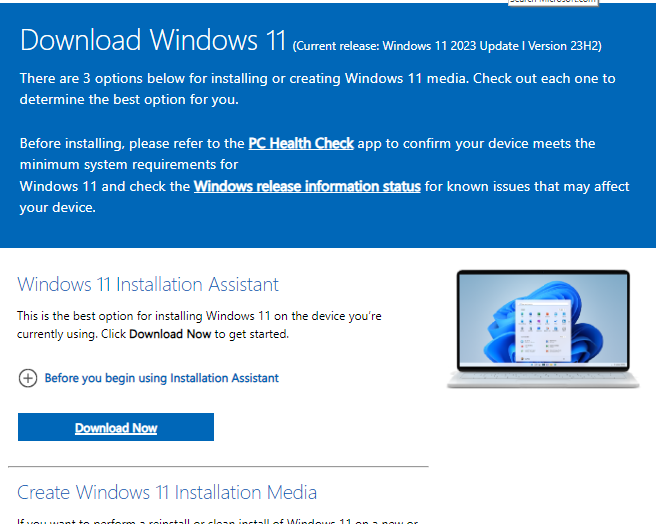 Download Windows 11 (Current release: Windows 11 2023 Update l Version 23H2)
There are 3 options below for installing or creating Windows 11 media. Check out each one to
determine the best option for you.
Before installing, please refer to the PC Health Check app to confirm your device meets the
minimum system requirements for
Windows 11 and check the Windows release information status for known issues that may affect
your device.
Windows 11 Installation Assistant
This is the best option for installing Windows 11 on the device you're
currently using. Click Download Now to get started.
Before you begin using Installation Assistant
Download Now
Create Windows 11 Installation Media
If you want to perform a reinstall or clean install of Windows 11 on a new or